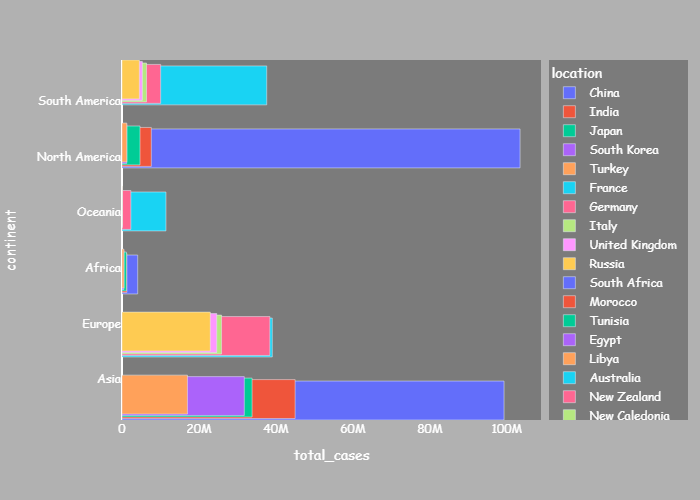 continent
South America
North America
Oceania
Africa
Europe
Asia
0
20M
40M
60M
80M
100M
total_cases
location
China
India
Japan
South Korea
Turkey
France
Germany
Italy
United Kingdom
Russia
South Africa
Morocco
Tunisia
Egypt
Libya
Australia
New Zealand
New Caledonia